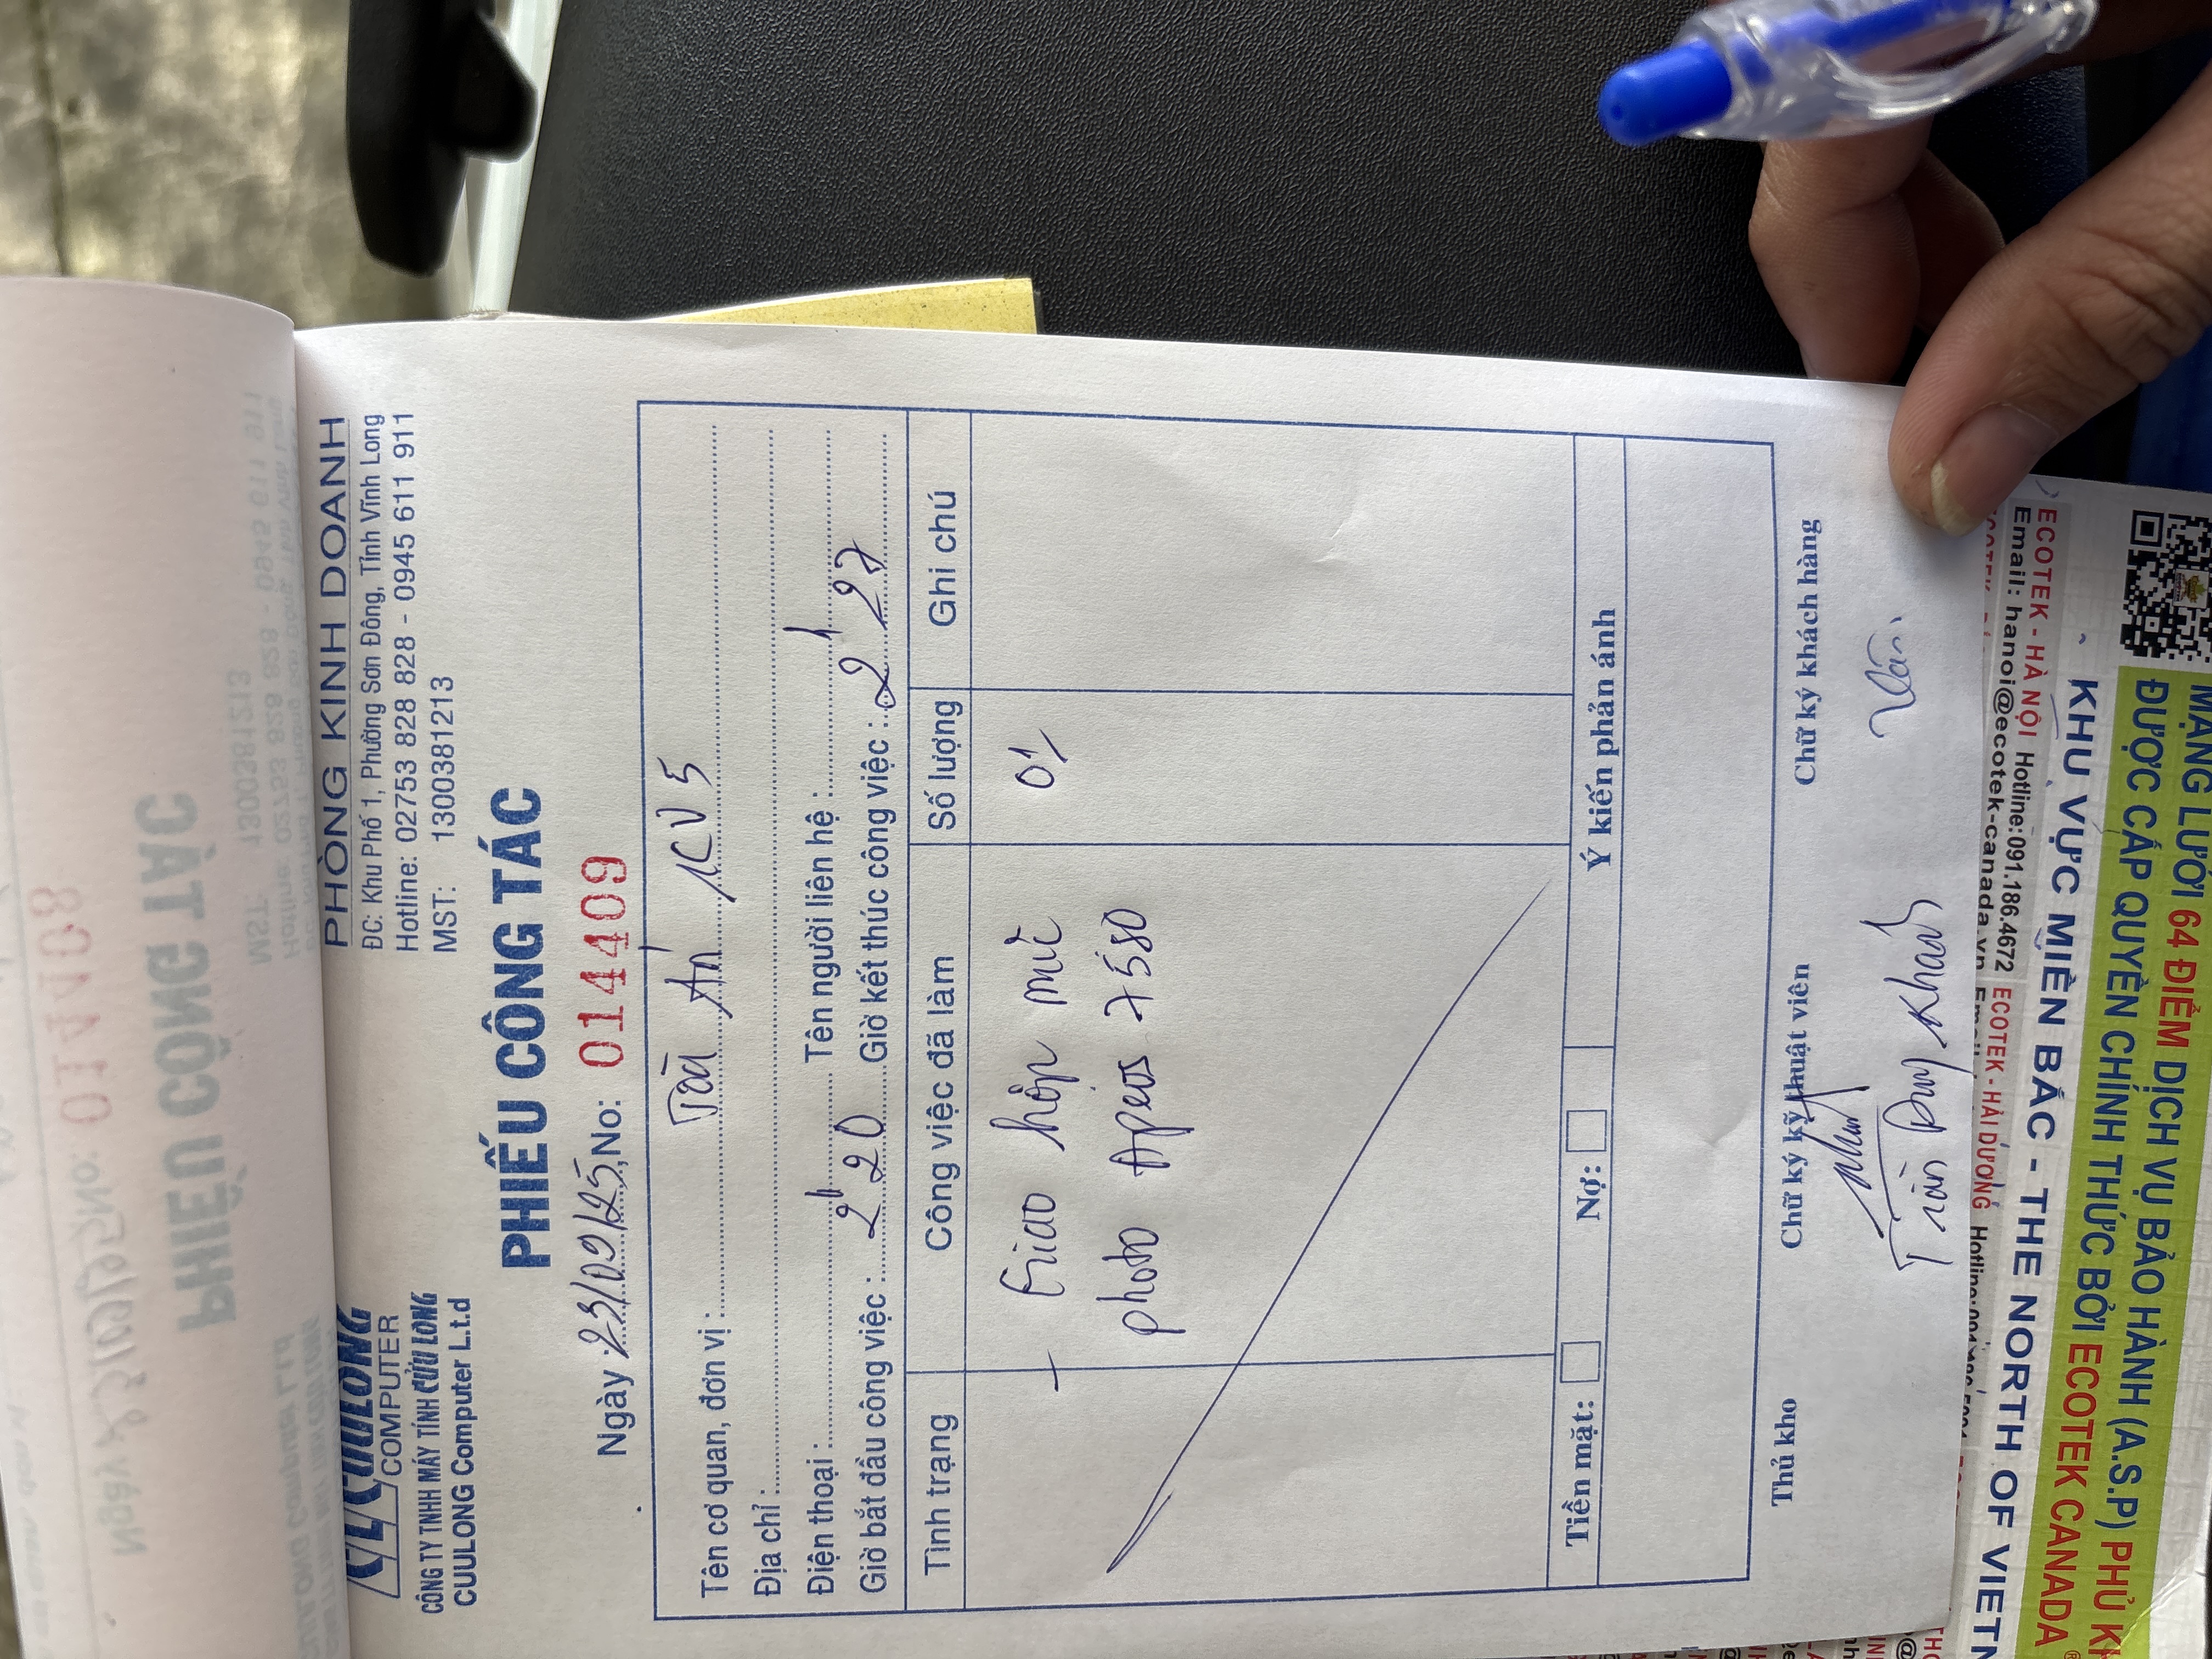 CUULONG
COMPUTER
CÔNG TY TNHH MÁY TÍNH CỬU LONG
CUULONG Computer Ltd
PHÒNG KINH DOANH
ĐC: Khu Phố 1, Phường Sơn Đông, Tỉnh Vĩnh Long
Hotline: 02753 828 828 - 0945 611 911
MST: 1300381213
PHIẾU CÔNG TÁC
Ngày 23/09/25, No: 014409
Tên cơ quan, đơn vị: Toà Án KV5
Địa chỉ:
Điện thoại: Tên người liên hệ:
Giờ bắt đầu công việc: 2h20 Giờ kết thúc công việc: 2h27
Tình trạng Công việc đã làm Số lượng Ghi chú
- Giao hộp mực 01
photo Apeos 7580
Tiền mặt: Nợ: Ý kiến phản ánh
Thủ kho Chữ ký kỹ thuật viên Chữ ký khách hàng
Trần Duy Khanh
ECOTEK - HÀ NỘI Hotline:091.186.4672 ECOTEK - HẢI DƯƠNG
Email: hanoi@ecotek-canada.vn
KHU VỰC MIỀN BẮC - THE NORTH OF VIETN
MẠNG LƯỚI 64 ĐIỂM DỊCH VỤ BẢO HÀNH (A.S.P) PHỦ
ĐƯỢC CẤP QUYỀN CHÍNH THỨC BỞI ECOTEK CANADA